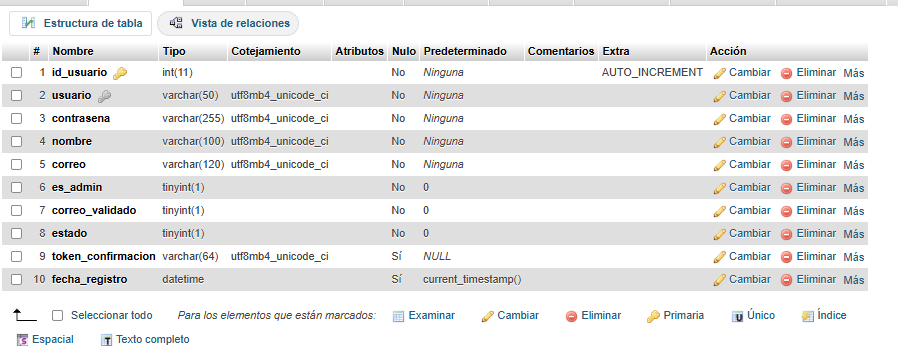 Estructura de tabla Vista de relaciones
# Nombre Tipo Cotejamiento Atributos Nulo Predeterminado Comentarios Extra Acción
1 id_usuario int(11) No Ninguna AUTO_INCREMENT Cambiar Eliminar Más
2 usuario varchar(50) utf8mb4_unicode_ci No Ninguna Cambiar Eliminar Más
3 contrasena varchar(255) utf8mb4_unicode_ci No Ninguna Cambiar Eliminar Más
4 nombre varchar(100) utf8mb4_unicode_ci No Ninguna Cambiar Eliminar Más
5 correo varchar(120) utf8mb4_unicode_ci No Ninguna Cambiar Eliminar Más
6 es_admin tinyint(1) No 0 Cambiar Eliminar Más
7 correo_validado tinyint(1) No 0 Cambiar Eliminar Más
8 estado tinyint(1) No 0 Cambiar Eliminar Más
9 token_confirmacion varchar(64) utf8mb4_unicode_ci Sí NULL Cambiar Eliminar Más
10 fecha_registro datetime Sí current_timestamp() Cambiar Eliminar Más
Seleccionar todo Para los elementos que están marcados: Examinar Cambiar Eliminar Primaria Único Índice
Espacial Texto completo